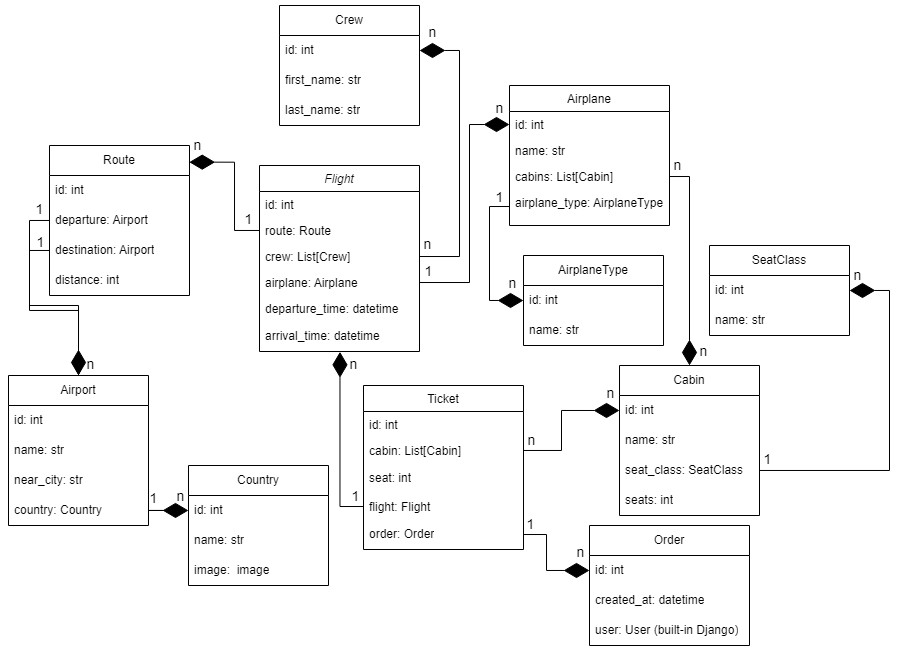 Crew
id: int
first_name: str
last_name: str
n
n
Airplane
id: int
name: str
cabins: List[Cabin]
airplane_type: AirplaneType
n
n
1
Route
id: int
departure: Airport
destination: Airport
distance: int
n
1
1
Flight
id: int
route: Route
crew: List[Crew]
airplane: Airplane
departure_time: datetime
arrival_time: datetime
1
1
n
AirplaneType
id: int
name: str
n
SeatClass
id: int
name: str
n
Airport
id: int
name: str
near_city: str
country: Country
n
1
n
Country
id: int
name: str
image: image
Ticket
id: int
cabin: List[Cabin]
seat: int
flight: Flight
order: Order
n
1
1
Cabin
id: int
name: str
seat_class: SeatClass
seats: int
n
n
1
Order
id: int
created_at: datetime
user: User (built-in Django)
n